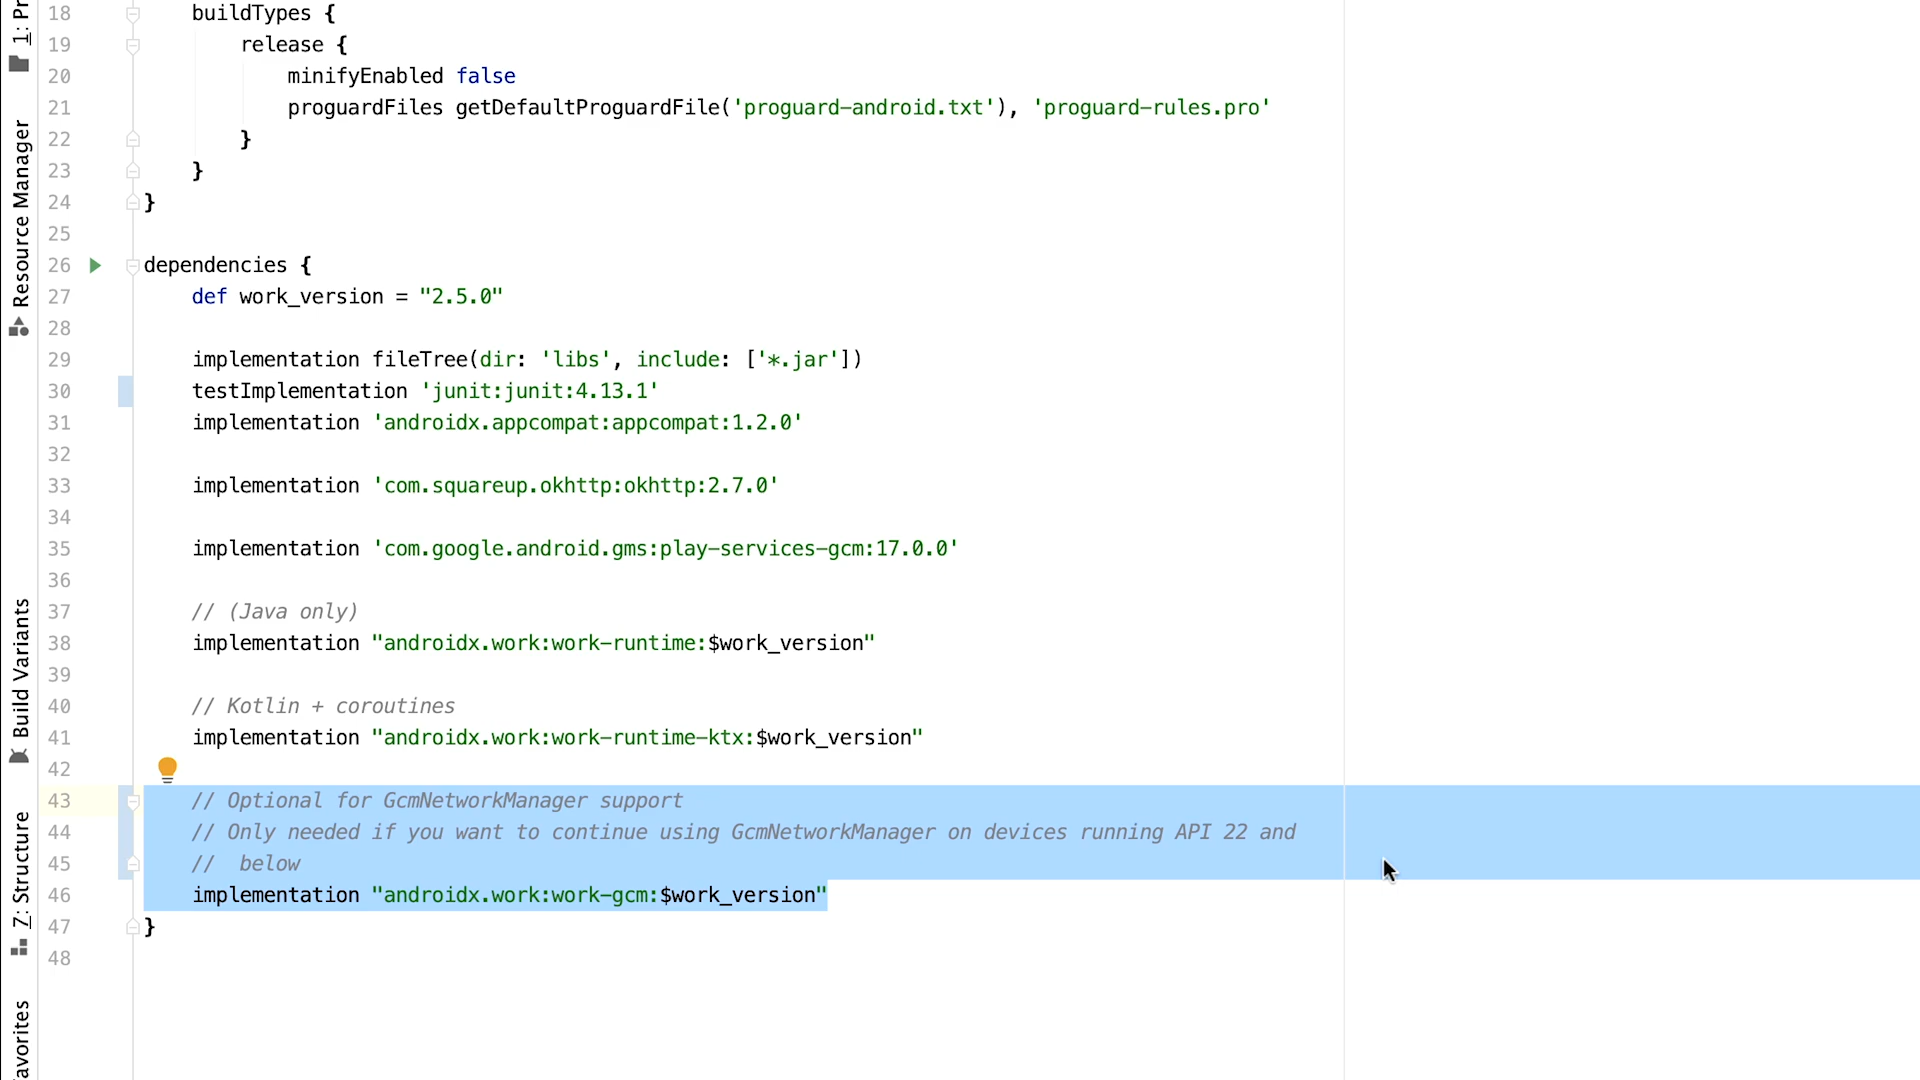 1: Pr
Resource Manager
Build Variants
7: Structure
avorites
18 buildTypes {
19 release {
20 minifyEnabled false
21 proguardFiles getDefaultProguardFile('proguard-android.txt'), 'proguard-rules.pro'
22 }
23 }
24 }
25
26 dependencies {
27 def work_version = "2.5.0"
28
29 implementation fileTree(dir: 'libs', include: ['*.jar'])
30 testImplementation 'junit:junit:4.13.1'
31 implementation 'androidx.appcompat:appcompat:1.2.0'
32
33 implementation 'com.squareup.okhttp:okhttp:2.7.0'
34
35 implementation 'com.google.android.gms:play-services-gcm:17.0.0'
36
37 // (Java only)
38 implementation "androidx.work:work-runtime:$work_version"
39
40 // Kotlin + coroutines
41 implementation "androidx.work:work-runtime-ktx:$work_version"
42
43 // Optional for GcmNetworkManager support
44 // Only needed if you want to continue using GcmNetworkManager on devices running API 22 and
45 //  below
46 implementation "androidx.work:work-gcm:$work_version"
47 }
48